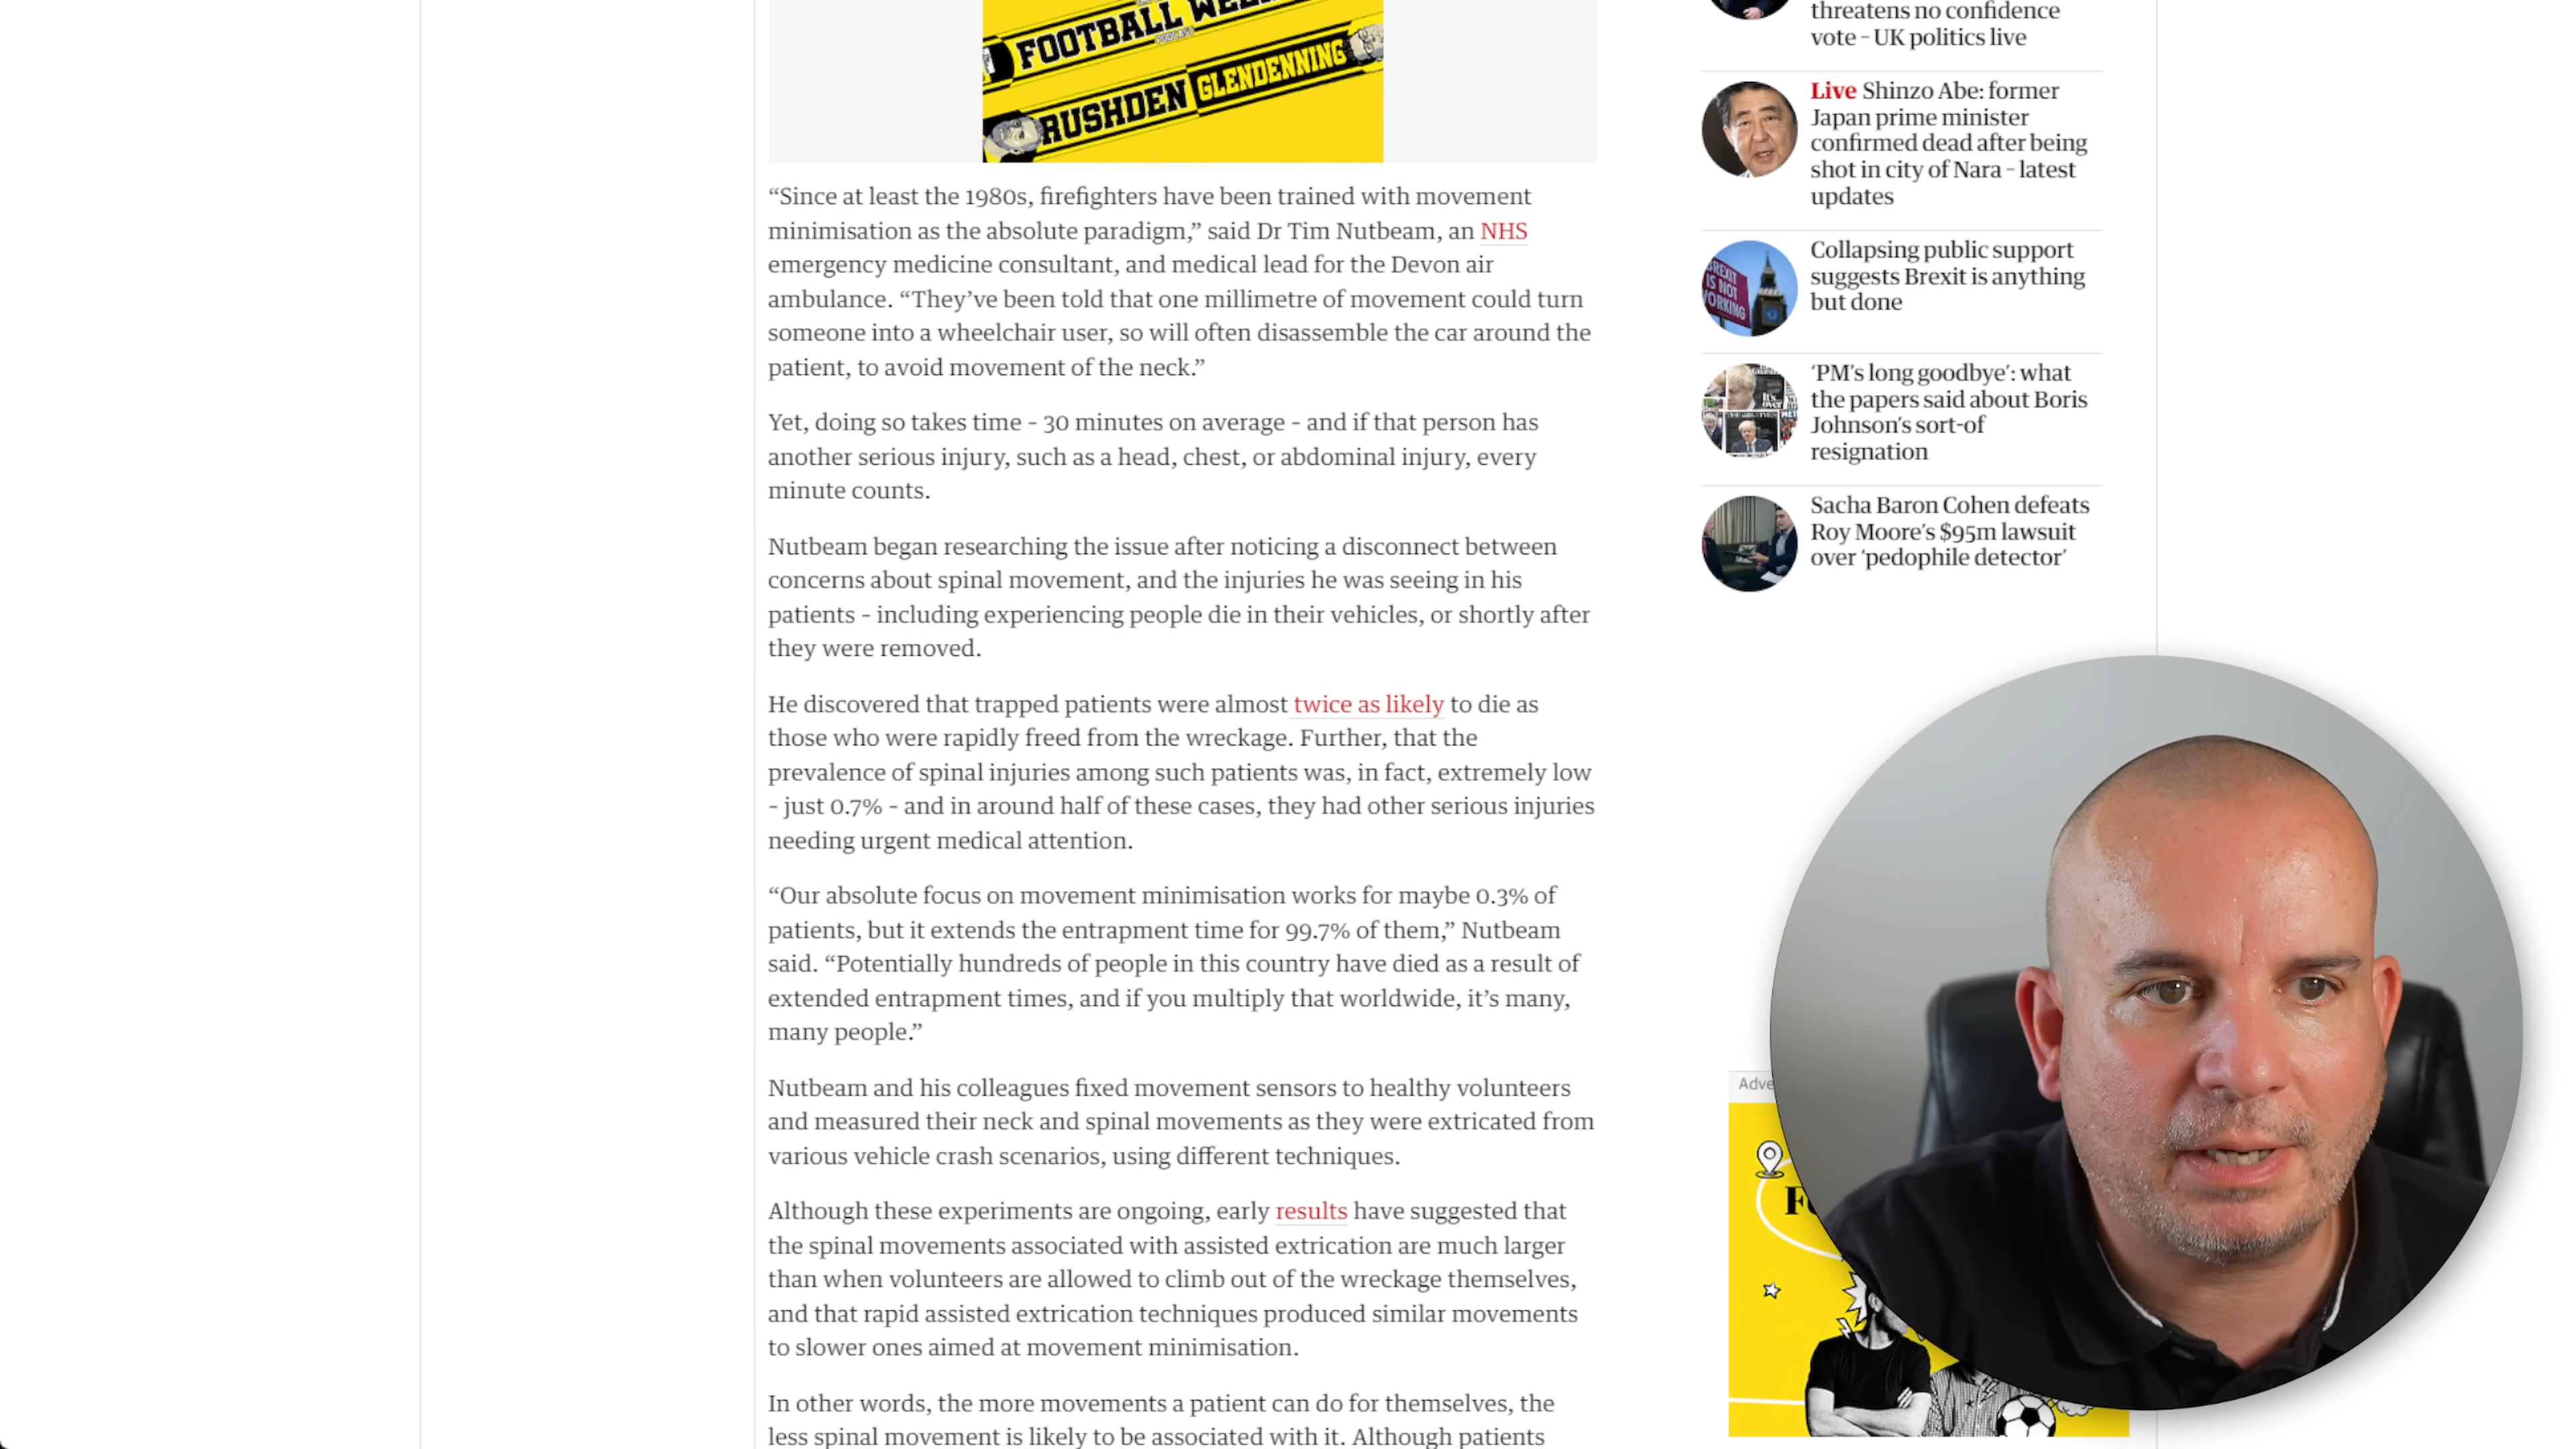 FOOTBALL WEE
PODCAST
RUSHDEN GLENDENNING
“Since at least the 1980s, firefighters have been trained with movement
minimisation as the absolute paradigm,” said Dr Tim Nutbeam, an NHS
emergency medicine consultant, and medical lead for the Devon air
ambulance. “They’ve been told that one millimetre of movement could turn
someone into a wheelchair user, so will often disassemble the car around the
patient, to avoid movement of the neck.”
Yet, doing so takes time – 30 minutes on average – and if that person has
another serious injury, such as a head, chest, or abdominal injury, every
minute counts.
Nutbeam began researching the issue after noticing a disconnect between
concerns about spinal movement, and the injuries he was seeing in his
patients – including experiencing people die in their vehicles, or shortly after
they were removed.
He discovered that trapped patients were almost twice as likely to die as
those who were rapidly freed from the wreckage. Further, that the
prevalence of spinal injuries among such patients was, in fact, extremely low
– just 0.7% – and in around half of these cases, they had other serious injuries
needing urgent medical attention.
“Our absolute focus on movement minimisation works for maybe 0.3% of
patients, but it extends the entrapment time for 99.7% of them,” Nutbeam
said. “Potentially hundreds of people in this country have died as a result of
extended entrapment times, and if you multiply that worldwide, it’s many,
many people.”
Nutbeam and his colleagues fixed movement sensors to healthy volunteers
and measured their neck and spinal movements as they were extricated from
various vehicle crash scenarios, using different techniques.
Although these experiments are ongoing, early results have suggested that
the spinal movements associated with assisted extrication are much larger
than when volunteers are allowed to climb out of the wreckage themselves,
and that rapid assisted extrication techniques produced similar movements
to slower ones aimed at movement minimisation.
In other words, the more movements a patient can do for themselves, the
less spinal movement is likely to be associated with it. Although patients
threatens no confidence
vote – UK politics live
Live Shinzo Abe: former
Japan prime minister
confirmed dead after being
shot in city of Nara – latest
updates
BREXIT
IS NOT
WORKING
Collapsing public support
suggests Brexit is anything
but done
‘PM’s long goodbye’: what
the papers said about Boris
Johnson’s sort-of
resignation
Sacha Baron Cohen defeats
Roy Moore’s $95m lawsuit
over ‘pedophile detector’
Adve